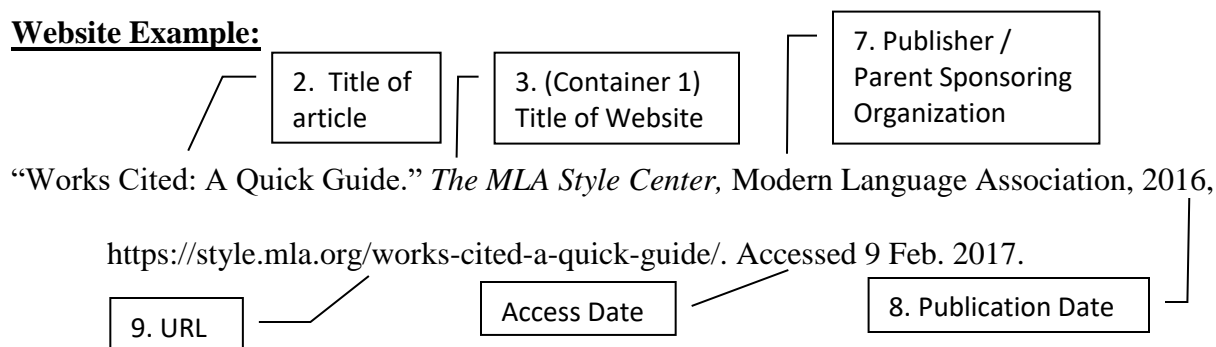 Website Example:
2. Title of
article
3. (Container 1)
Title of Website
7. Publisher /
Parent Sponsoring
Organization
“Works Cited: A Quick Guide.” The MLA Style Center, Modern Language Association, 2016,
https://style.mla.org/works-cited-a-quick-guide/. Accessed 9 Feb. 2017.
9. URL
Access Date
8. Publication Date